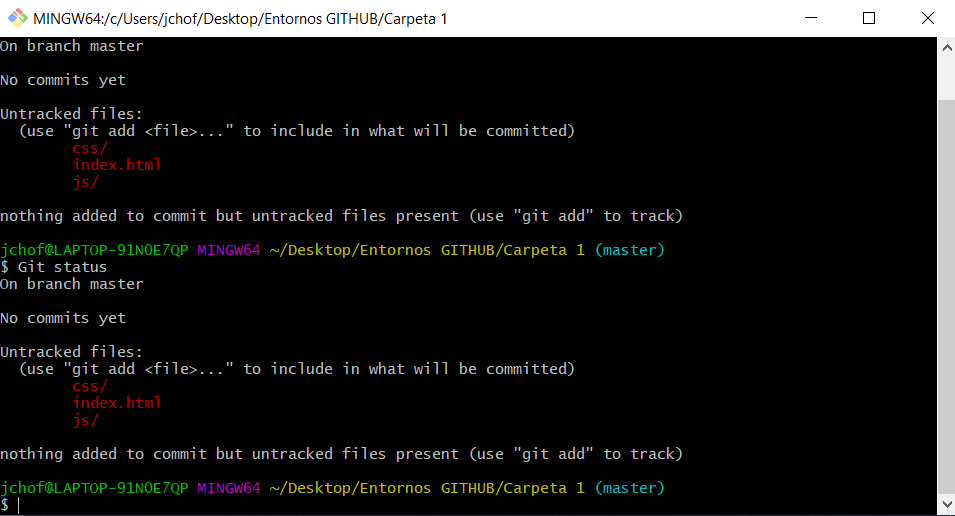 MINGW64:/c/Users/jchof/Desktop/Entornos GITHUB/Carpeta 1
On branch master
No commits yet
Untracked files:
  (use "git add <file>..." to include in what will be committed)
        css/
        index.html
        js/
nothing added to commit but untracked files present (use "git add" to track)
jchof@LAPTOP-91NOE7QP MINGW64 ~/Desktop/Entornos GITHUB/Carpeta 1 (master)
$ Git status
On branch master
No commits yet
Untracked files:
  (use "git add <file>..." to include in what will be committed)
        css/
        index.html
        js/
nothing added to commit but untracked files present (use "git add" to track)
jchof@LAPTOP-91NOE7QP MINGW64 ~/Desktop/Entornos GITHUB/Carpeta 1 (master)
$